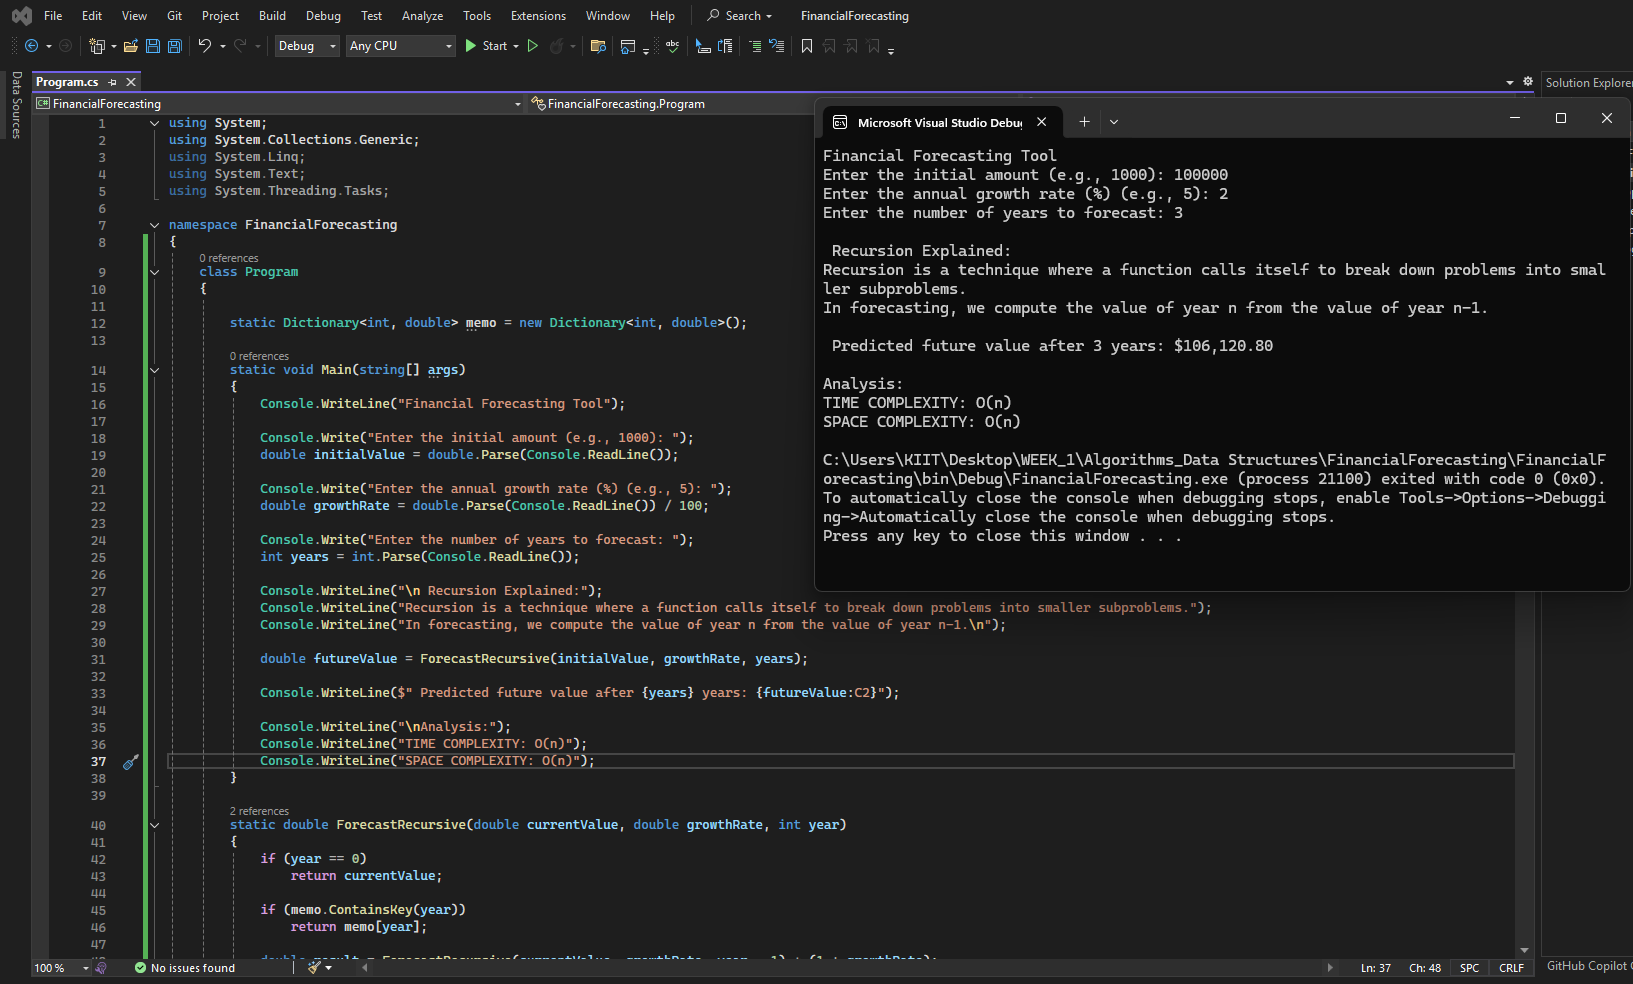 File Edit View Git Project Build Debug Test Analyze Tools Extensions Window Help Search FinancialForecasting
Debug Any CPU Start
Data Sources
Program.cs
Solution Explorer
FinancialForecasting FinancialForecasting.Program
1 using System;
2 using System.Collections.Generic;
3 using System.Linq;
4 using System.Text;
5 using System.Threading.Tasks;
6
7 namespace FinancialForecasting
8 {
0 references
9 class Program
10 {
11
12 static Dictionary<int, double> memo = new Dictionary<int, double>();
13
0 references
14 static void Main(string[] args)
15 {
16 Console.WriteLine("Financial Forecasting Tool");
17
18 Console.Write("Enter the initial amount (e.g., 1000): ");
19 double initialValue = double.Parse(Console.ReadLine());
20
21 Console.Write("Enter the annual growth rate (%) (e.g., 5): ");
22 double growthRate = double.Parse(Console.ReadLine()) / 100;
23
24 Console.Write("Enter the number of years to forecast: ");
25 int years = int.Parse(Console.ReadLine());
26
27 Console.WriteLine("\n Recursion Explained:");
28 Console.WriteLine("Recursion is a technique where a function calls itself to break down problems into smaller subproblems.");
29 Console.WriteLine("In forecasting, we compute the value of year n from the value of year n-1.\n");
30
31 double futureValue = ForecastRecursive(initialValue, growthRate, years);
32
33 Console.WriteLine($" Predicted future value after {years} years: {futureValue:C2}");
34
35 Console.WriteLine("\nAnalysis:");
36 Console.WriteLine("TIME COMPLEXITY: O(n)");
37 Console.WriteLine("SPACE COMPLEXITY: O(n)");
38 }
39
2 references
40 static double ForecastRecursive(double currentValue, double growthRate, int year)
41 {
42 if (year == 0)
43 return currentValue;
44
45 if (memo.ContainsKey(year))
46 return memo[year];
47
Microsoft Visual Studio Debu
Financial Forecasting Tool
Enter the initial amount (e.g., 1000): 100000
Enter the annual growth rate (%) (e.g., 5): 2
Enter the number of years to forecast: 3
Recursion Explained:
Recursion is a technique where a function calls itself to break down problems into smal
ler subproblems.
In forecasting, we compute the value of year n from the value of year n-1.
Predicted future value after 3 years: $106,120.80
Analysis:
TIME COMPLEXITY: O(n)
SPACE COMPLEXITY: O(n)
C:\Users\KIIT\Desktop\WEEK_1\Algorithms_Data Structures\FinancialForecasting\FinancialF
orecasting\bin\Debug\FinancialForecasting.exe (process 21100) exited with code 0 (0x0).
To automatically close the console when debugging stops, enable Tools->Options->Debuggi
ng->Automatically close the console when debugging stops.
Press any key to close this window . . .
100 % No issues found Ln: 37 Ch: 48 SPC CRLF
GitHub Copilot